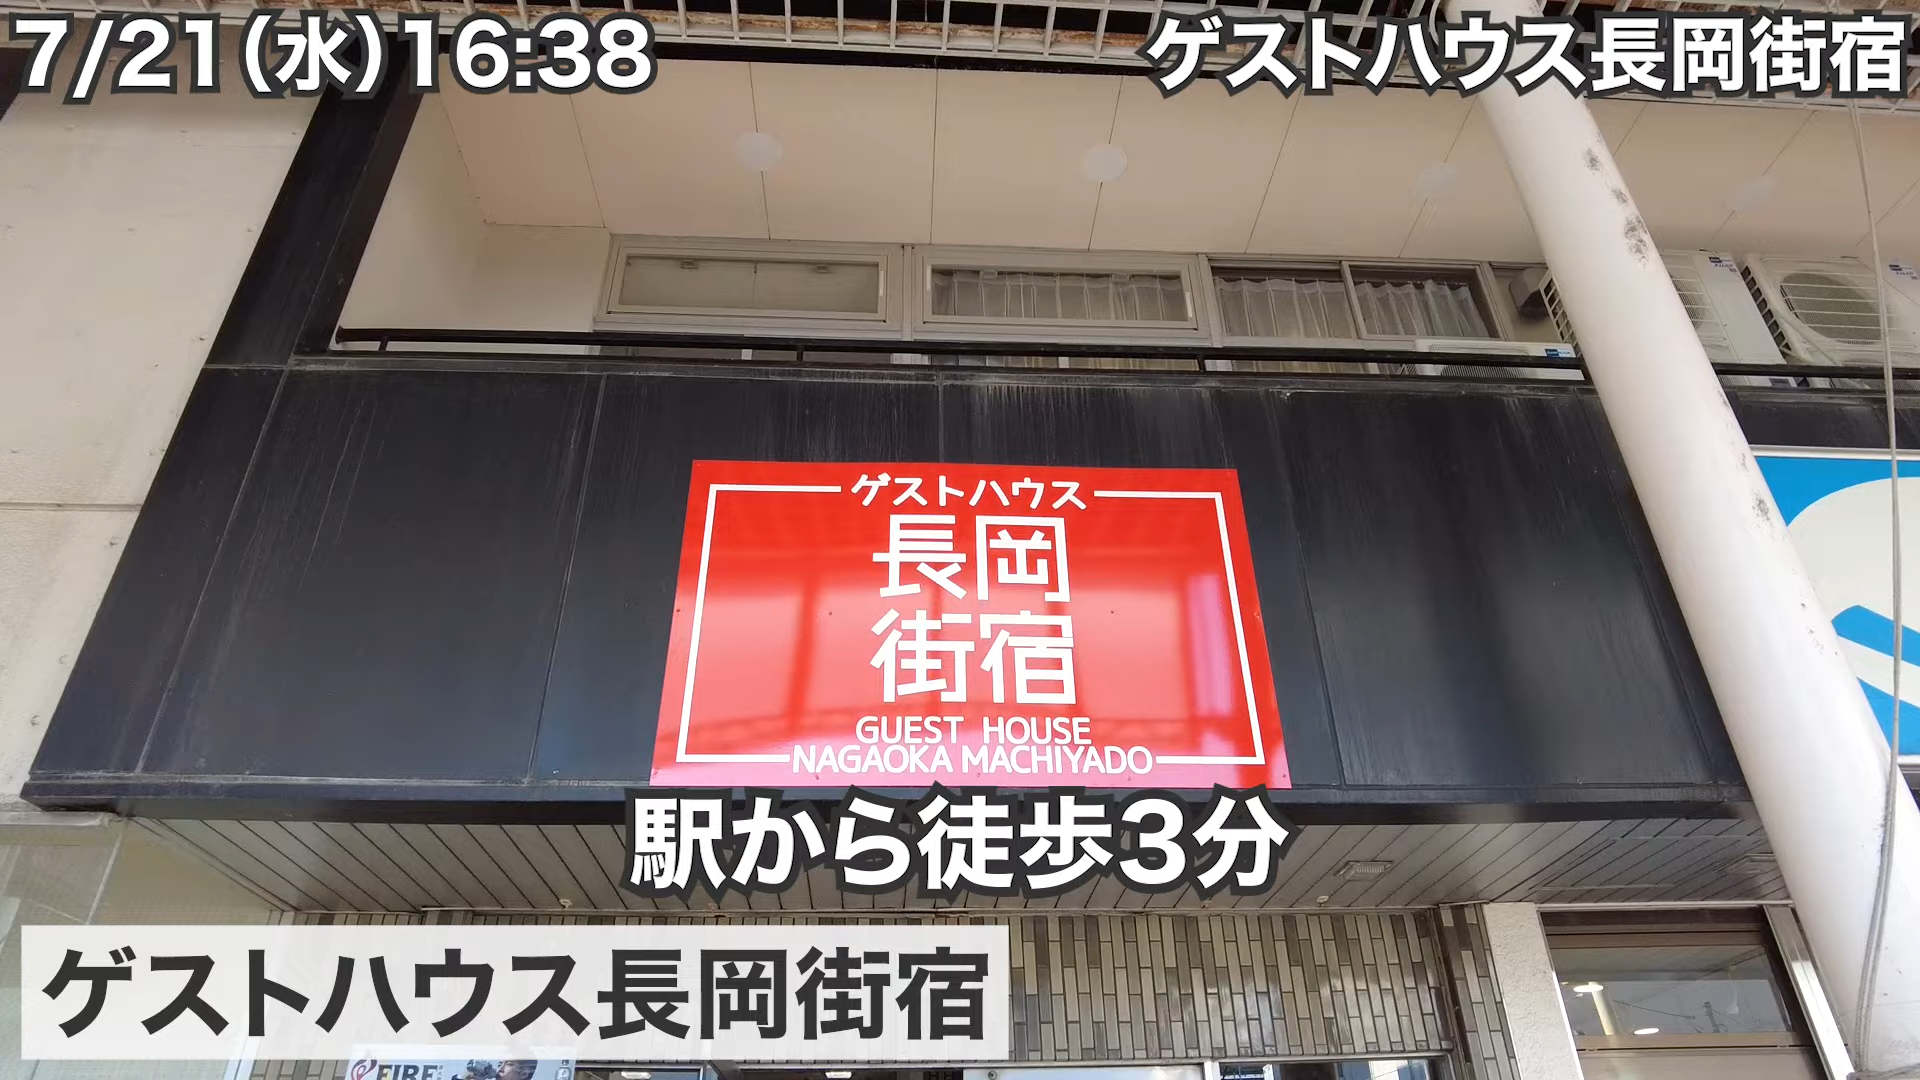 7/21(水)16:38
ゲストハウス長岡街宿
ゲストハウス
長岡
街宿
GUEST HOUSE
NAGAOKA MACHIYADO
駅から徒歩3分
ゲストハウス長岡街宿
FIRE